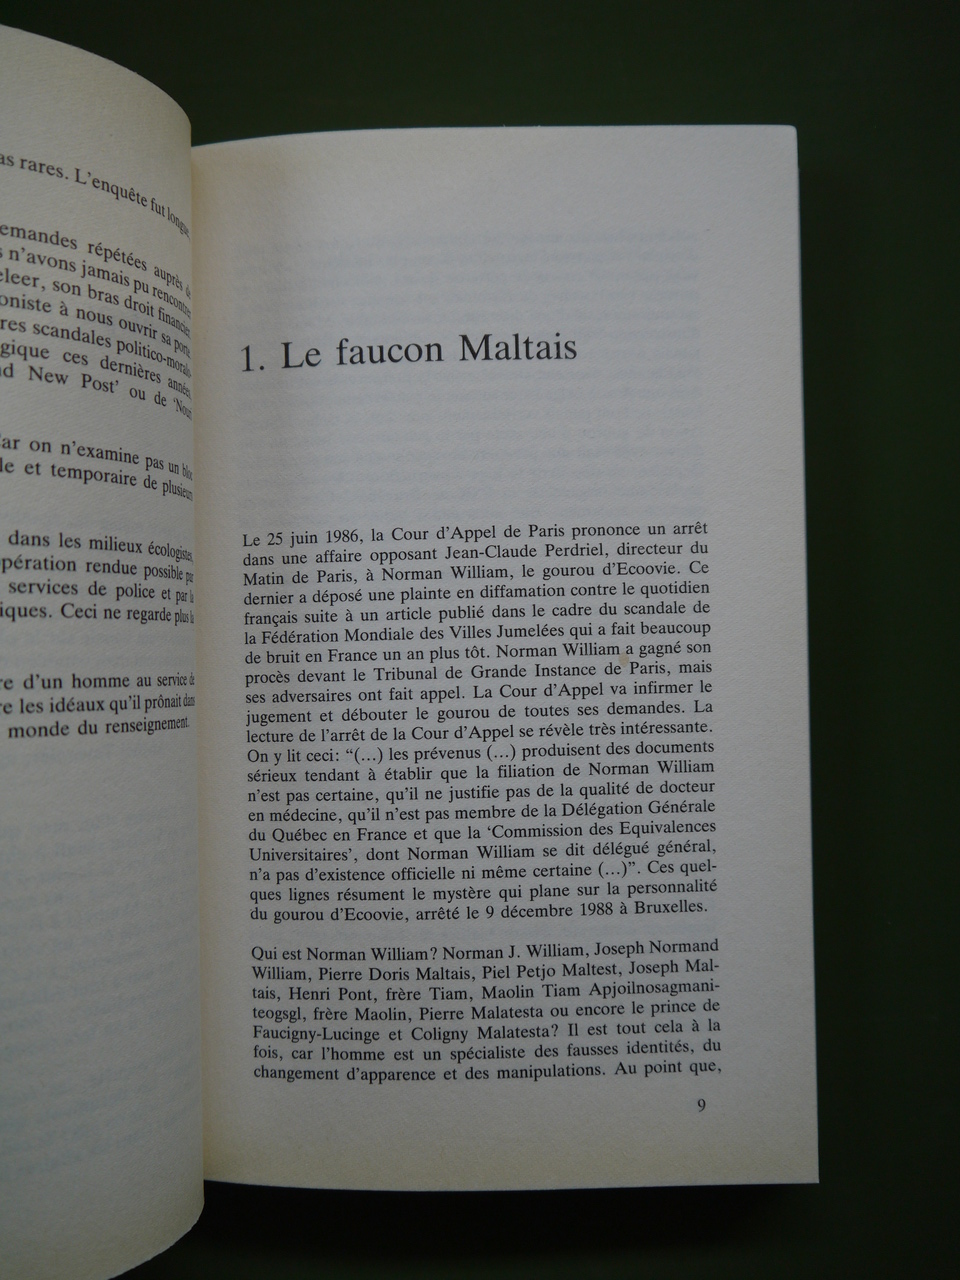 as rares. L'enquête fut longue,
emandes répétées auprès de
s n'avons jamais pu rencontrer
eleer, son bras droit financier,
oniste à nous ouvrir sa porte
res scandales politico-morals-
gique ces dernières années,
d New Post' ou de 'Nour
ar on n'examine pas un bloc
le et temporaire de plusieurs
dans les milieux écologistes,
pération rendue possible par
services de police et par la
iques. Ceci ne regarde plus la
re d'un homme au service de
re les idéaux qu'il prônait dans
monde du renseignement.
1. Le faucon Maltais
Le 25 juin 1986, la Cour d'Appel de Paris prononce un arrêt
dans une affaire opposant Jean-Claude Perdriel, directeur du
Matin de Paris, à Norman William, le gourou d'Ecoovie. Ce
dernier a déposé une plainte en diffamation contre le quotidien
français suite à un article publié dans le cadre du scandale de
la Fédération Mondiale des Villes Jumelées qui a fait beaucoup
de bruit en France un an plus tôt. Norman William a gagné son
procès devant le Tribunal de Grande Instance de Paris, mais
ses adversaires ont fait appel. La Cour d'Appel va infirmer le
jugement et débouter le gourou de toutes ses demandes. La
lecture de l'arrêt de la Cour d'Appel se révèle très intéressante.
On y lit ceci: "(...) les prévenus (...) produisent des documents
sérieux tendant à établir que la filiation de Norman William
n'est pas certaine, qu'il ne justifie pas de la qualité de docteur
en médecine, qu'il n'est pas membre de la Délégation Générale
du Québec en France et que la 'Commission des Equivalences
Universitaires', dont Norman William se dit délégué général,
n'a pas d'existence officielle ni même certaine (...)". Ces quel-
ques lignes résument le mystère qui plane sur la personnalité
du gourou d'Ecoovie, arrêté le 9 décembre 1988 à Bruxelles.
Qui est Norman William? Norman J. William, Joseph Normand
William, Pierre Doris Maltais, Piel Petjo Maltest, Joseph Mal-
tais, Henri Pont, frère Tiam, Maolin Tiam Apjoilnosagmani-
teogsgl, frère Maolin, Pierre Malatesta ou encore le prince de
Faucigny-Lucinge et Coligny Malatesta? Il est tout cela à la
fois, car l'homme est un spécialiste des fausses identités, du
changement d'apparence et des manipulations. Au point que,
9